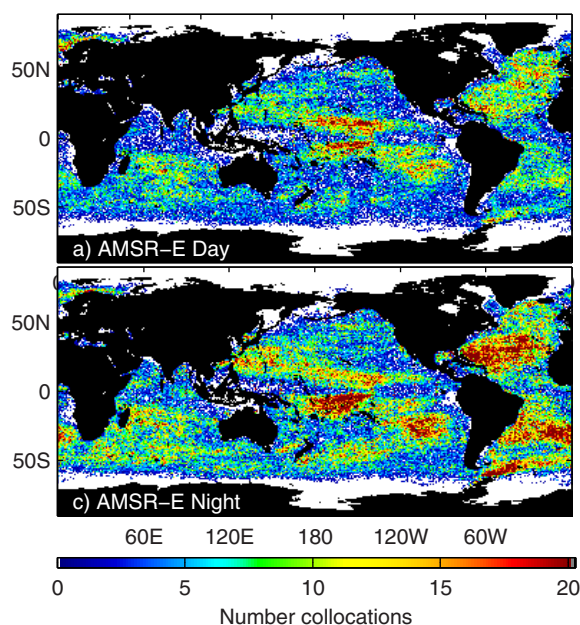 50N
0
50S
a) AMSR−E Day
50N
0
50S
c) AMSR−E Night
60E 120E 180 120W 60W
0 5 10 15 20
Number collocations